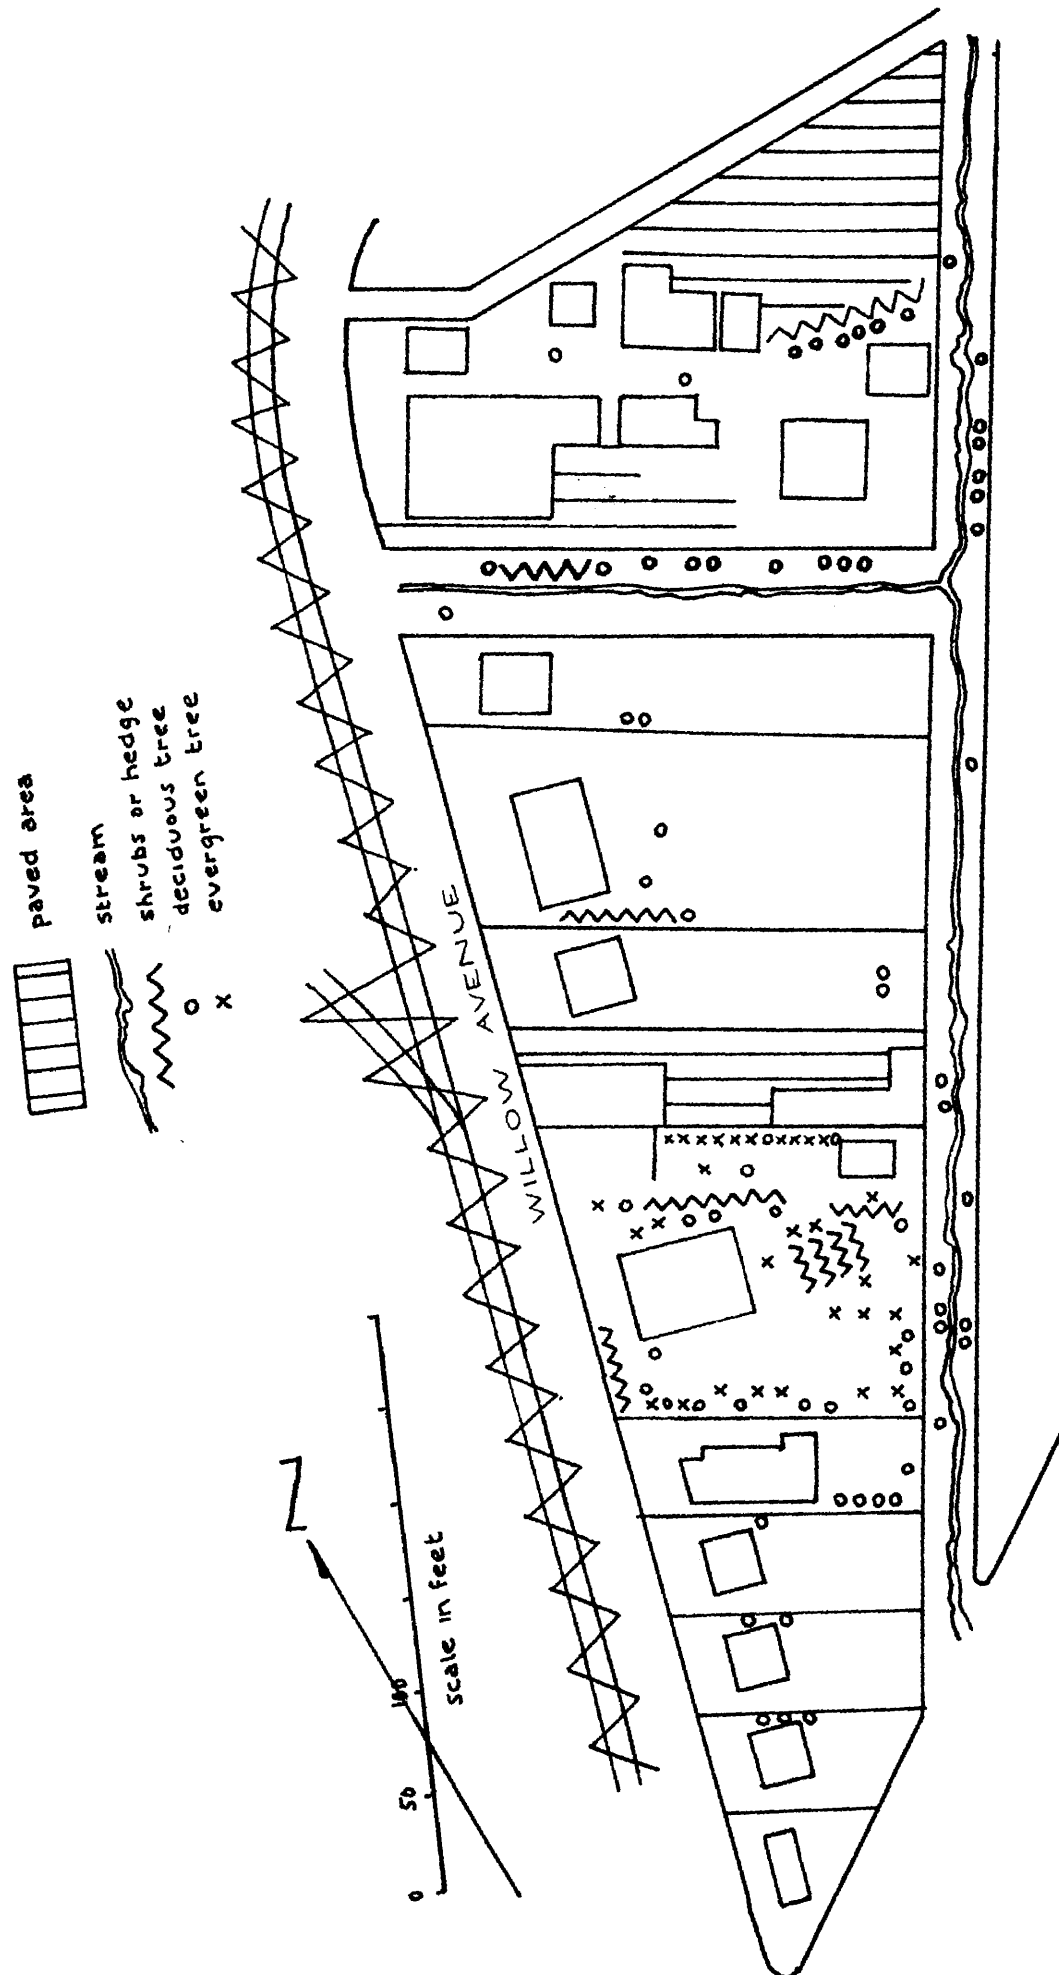 paved area
stream
shrubs or hedge
deciduous tree
evergreen tree
WILLOW AVENUE
N
0 50 100
scale in feet